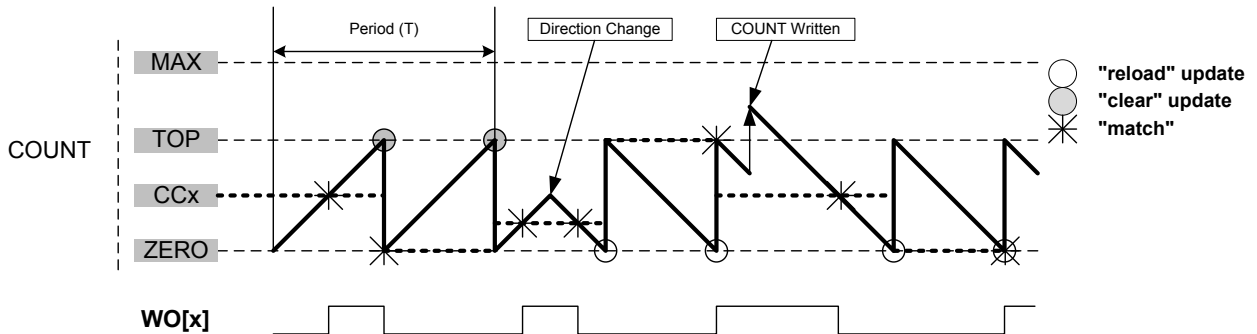 Period (T)
Direction Change
COUNT Written
MAX
"reload" update
"clear" update
TOP
"match"
COUNT
CCx
ZERO
WO[x]